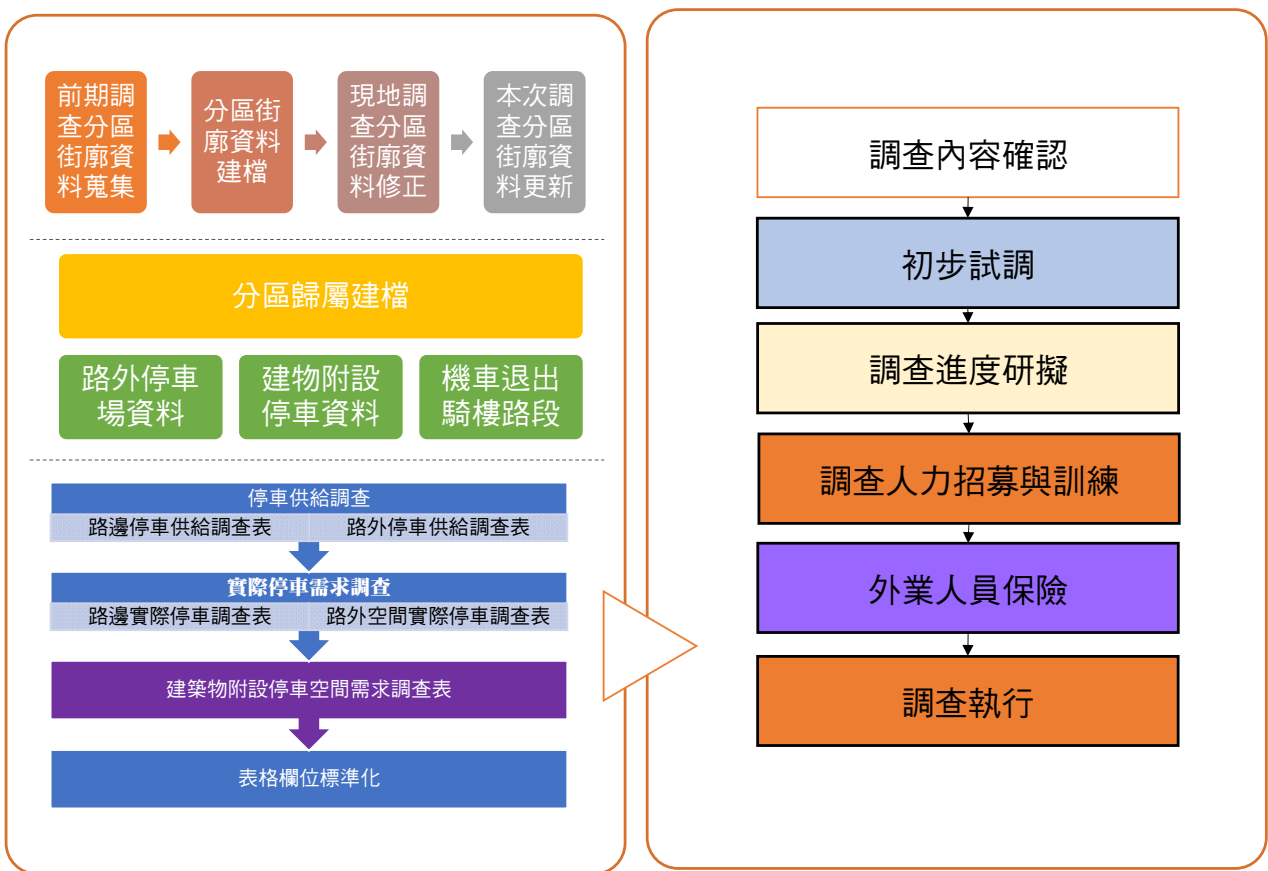 前期調
查分區
街廓資
料蒐集
分區街
廓資料
建檔
現地調
查分區
街廓資
料修正
本次調
查分區
街廓資
料更新
分區歸屬建檔
路外停車
場資料
建物附設
停車資料
機車退出
騎樓路段
停車供給調查
路邊停車供給調查表
路外停車供給調查表
實際停車需求調查
路邊實際停車調查表
路外空間實際停車調查表
建築物附設停車空間需求調查表
表格欄位標準化
調查內容確認
初步試調
調查進度研擬
調查人力招募與訓練
外業人員保險
調查執行